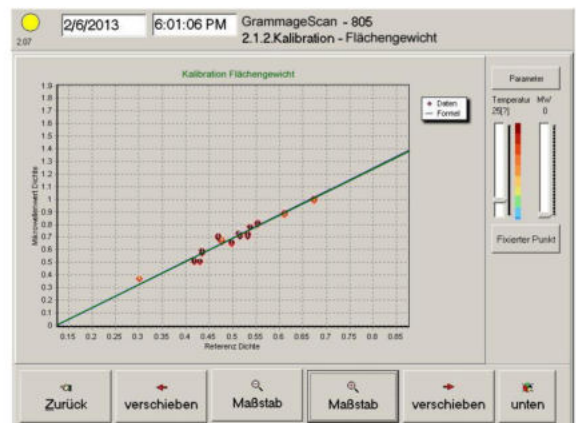 2/6/2013
6:01:06 PM
GrammageScan - 805
2.07
2.1.2.Kalibration - Flächengewicht
Kalibration Flächengewicht
Daten
Formel
Mikrowellenwert Dichte
1.9
1.8
1.7
1.6
1.5
1.4
1.3
1.2
1.1
1
0.9
0.8
0.7
0.6
0.5
0.4
0.3
0.2
0.1
0
0.15 0.2 0.25 0.3 0.35 0.4 0.45 0.5 0.55 0.6 0.65 0.7 0.75 0.8 0.85
Referenz Dichte
Parameter
Temperatur MW
25[?] 0
Fixierter Punkt
Zurück
verschieben
Maßstab
Maßstab
verschieben
unten